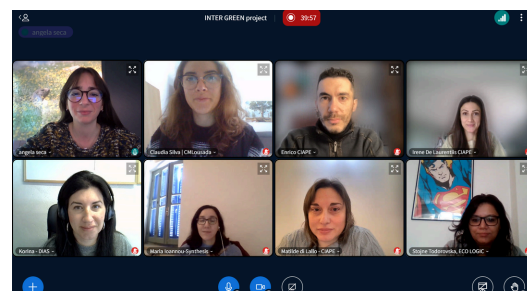 INTER GREEN project
39:57
angela seca
angela seca
Claudia Silva | CMLousada
Enrico CIAPE
Irene De Laurentiis CIAPE
Korina - DIAS
Maria Ioannou-Synthesis
Matilde di Lallo - CIAPE
Stojne Todorovska, ECO LOGIC